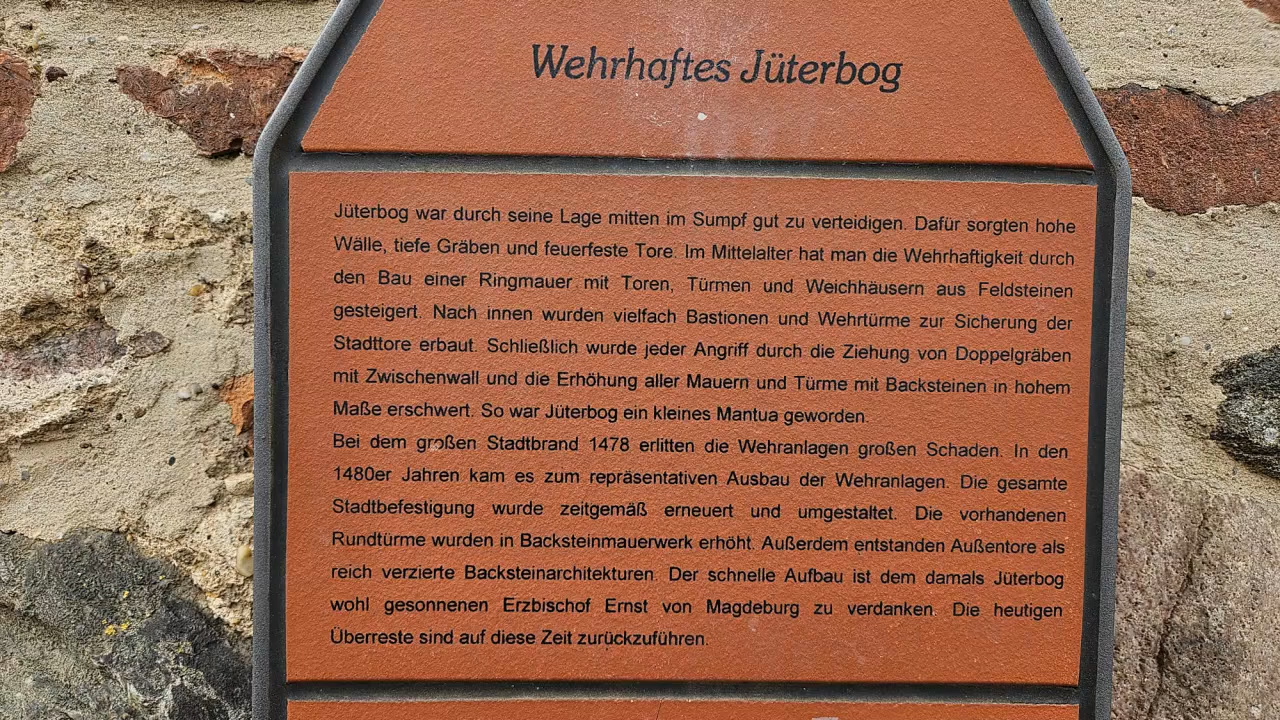 Wehrhaftes Jüterbog
Jüterbog war durch seine Lage mitten im Sumpf gut zu verteidigen. Dafür sorgten hohe
Wälle, tiefe Gräben und feuerfeste Tore. Im Mittelalter hat man die Wehrhaftigkeit durch
den Bau einer Ringmauer mit Toren, Türmen und Weichhäusern aus Feldsteinen
gesteigert. Nach innen wurden vielfach Bastionen und Wehrtürme zur Sicherung der
Stadttore erbaut. Schließlich wurde jeder Angriff durch die Ziehung von Doppelgräben
mit Zwischenwall und die Erhöhung aller Mauern und Türme mit Backsteinen in hohem
Maße erschwert. So war Jüterbog ein kleines Mantua geworden.
Bei dem großen Stadtbrand 1478 erlitten die Wehranlagen großen Schaden. In den
1480er Jahren kam es zum repräsentativen Ausbau der Wehranlagen. Die gesamte
Stadtbefestigung wurde zeitgemäß erneuert und umgestaltet. Die vorhandenen
Rundtürme wurden in Backsteinmauerwerk erhöht. Außerdem entstanden Außentore als
reich verzierte Backsteinarchitekturen. Der schnelle Aufbau ist dem damals Jüterbog
wohl gesonnenen Erzbischof Ernst von Magdeburg zu verdanken. Die heutigen
Überreste sind auf diese Zeit zurückzuführen.